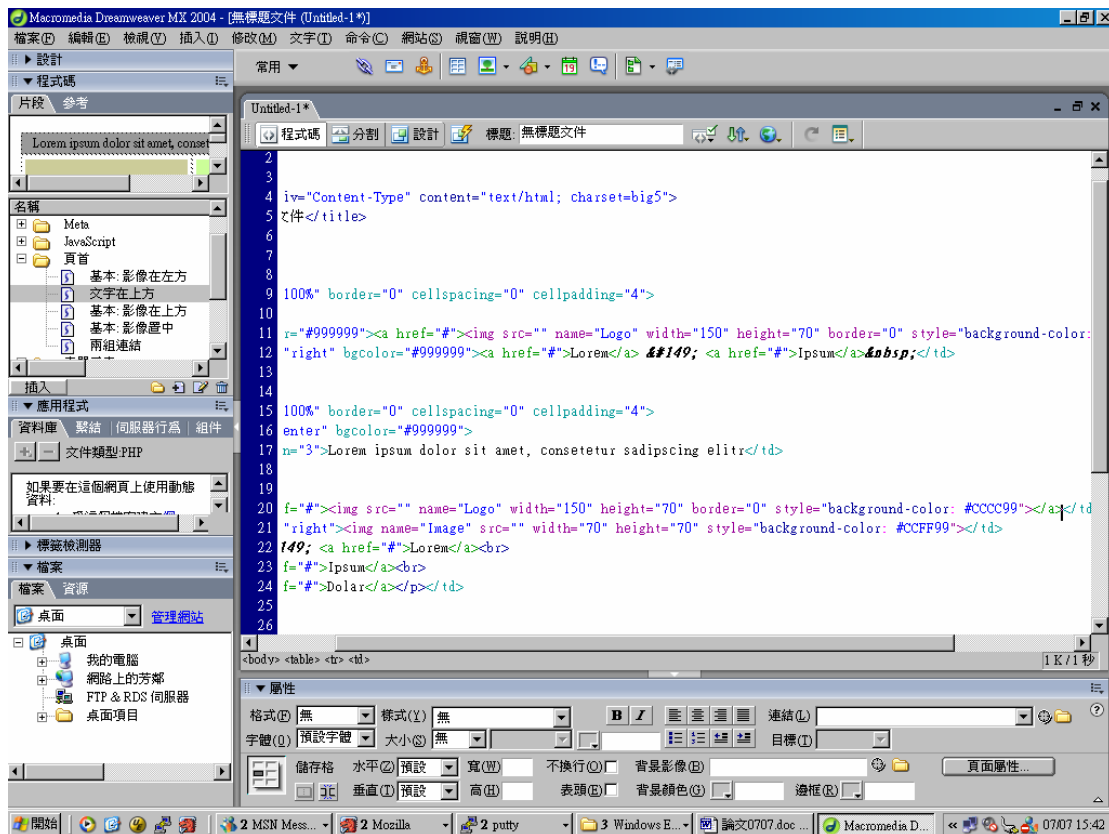 Macromedia Dreamweaver MX 2004 - [無標題文件 (Untitled-1*)]
檔案(F) 編輯(E) 檢視(V) 插入(I) 修改(M) 文字(T) 命令(C) 網站(S) 視窗(W) 說明(H)
設計
程式碼
片段 參考
Lorem ipsum dolor sit amet, conset
名稱
Meta
JavaScript
頁首
基本: 影像在左方
文字在上方
基本: 影像在上方
基本: 影像置中
兩組連結
插入
應用程式
資料庫 繫結 伺服器行為 組件
文件類型:PHP
如果要在這個網頁上使用動態
資料:
標籤檢測器
檔案
檔案 資源
桌面 管理網站
桌面
我的電腦
網路上的芳鄰
FTP & RDS 伺服器
桌面項目
常用
19
Untitled-1*
程式碼 分割 設計 標題: 無標題文件
2
3
4 iv="Content-Type" content="text/html; charset=big5">
5 件</title>
6
7
8
9 100%" border="0" cellspacing="0" cellpadding="4">
10
11 r="#999999"><a href="#"><img src="" name="Logo" width="150" height="70" border="0" style="background-color:
12 "right" bgcolor="#999999"><a href="#">Lorem</a> &#149; <a href="#">Ipsum</a>&nbsp;</td>
13
14
15 100%" border="0" cellspacing="0" cellpadding="4">
16 enter" bgcolor="#999999">
17 n="3">Lorem ipsum dolor sit amet, consetetur sadipscing elitr</td>
18
19
20 f="#"><img src="" name="Logo" width="150" height="70" border="0" style="background-color: #CCCC99"></a></td
21 "right"><img name="Image" src="" width="70" height="70" style="background-color: #CCFF99"></td>
22 149; <a href="#">Lorem</a><br>
23 f="#">Ipsum</a><br>
24 f="#">Dolar</a></p></td>
25
26
<body> <table> <tr> <td> 1 K / 1 秒
屬性
格式(F) 無 樣式(Y) 無 B I 連結(L)
字體(O) 預設字體 大小(S) 無 目標(T)
儲存格 水平(Z) 預設 寬(W) 不換行(O) 背景影像(B) 頁面屬性...
垂直(T) 預設 高(H) 表頭(E) 背景顏色(G) 邊框(R)
開始 2 MSN Mess... 2 Mozilla 2 putty 3 Windows E... 論文0707.doc ... Macromedia D... 07/07 15:42